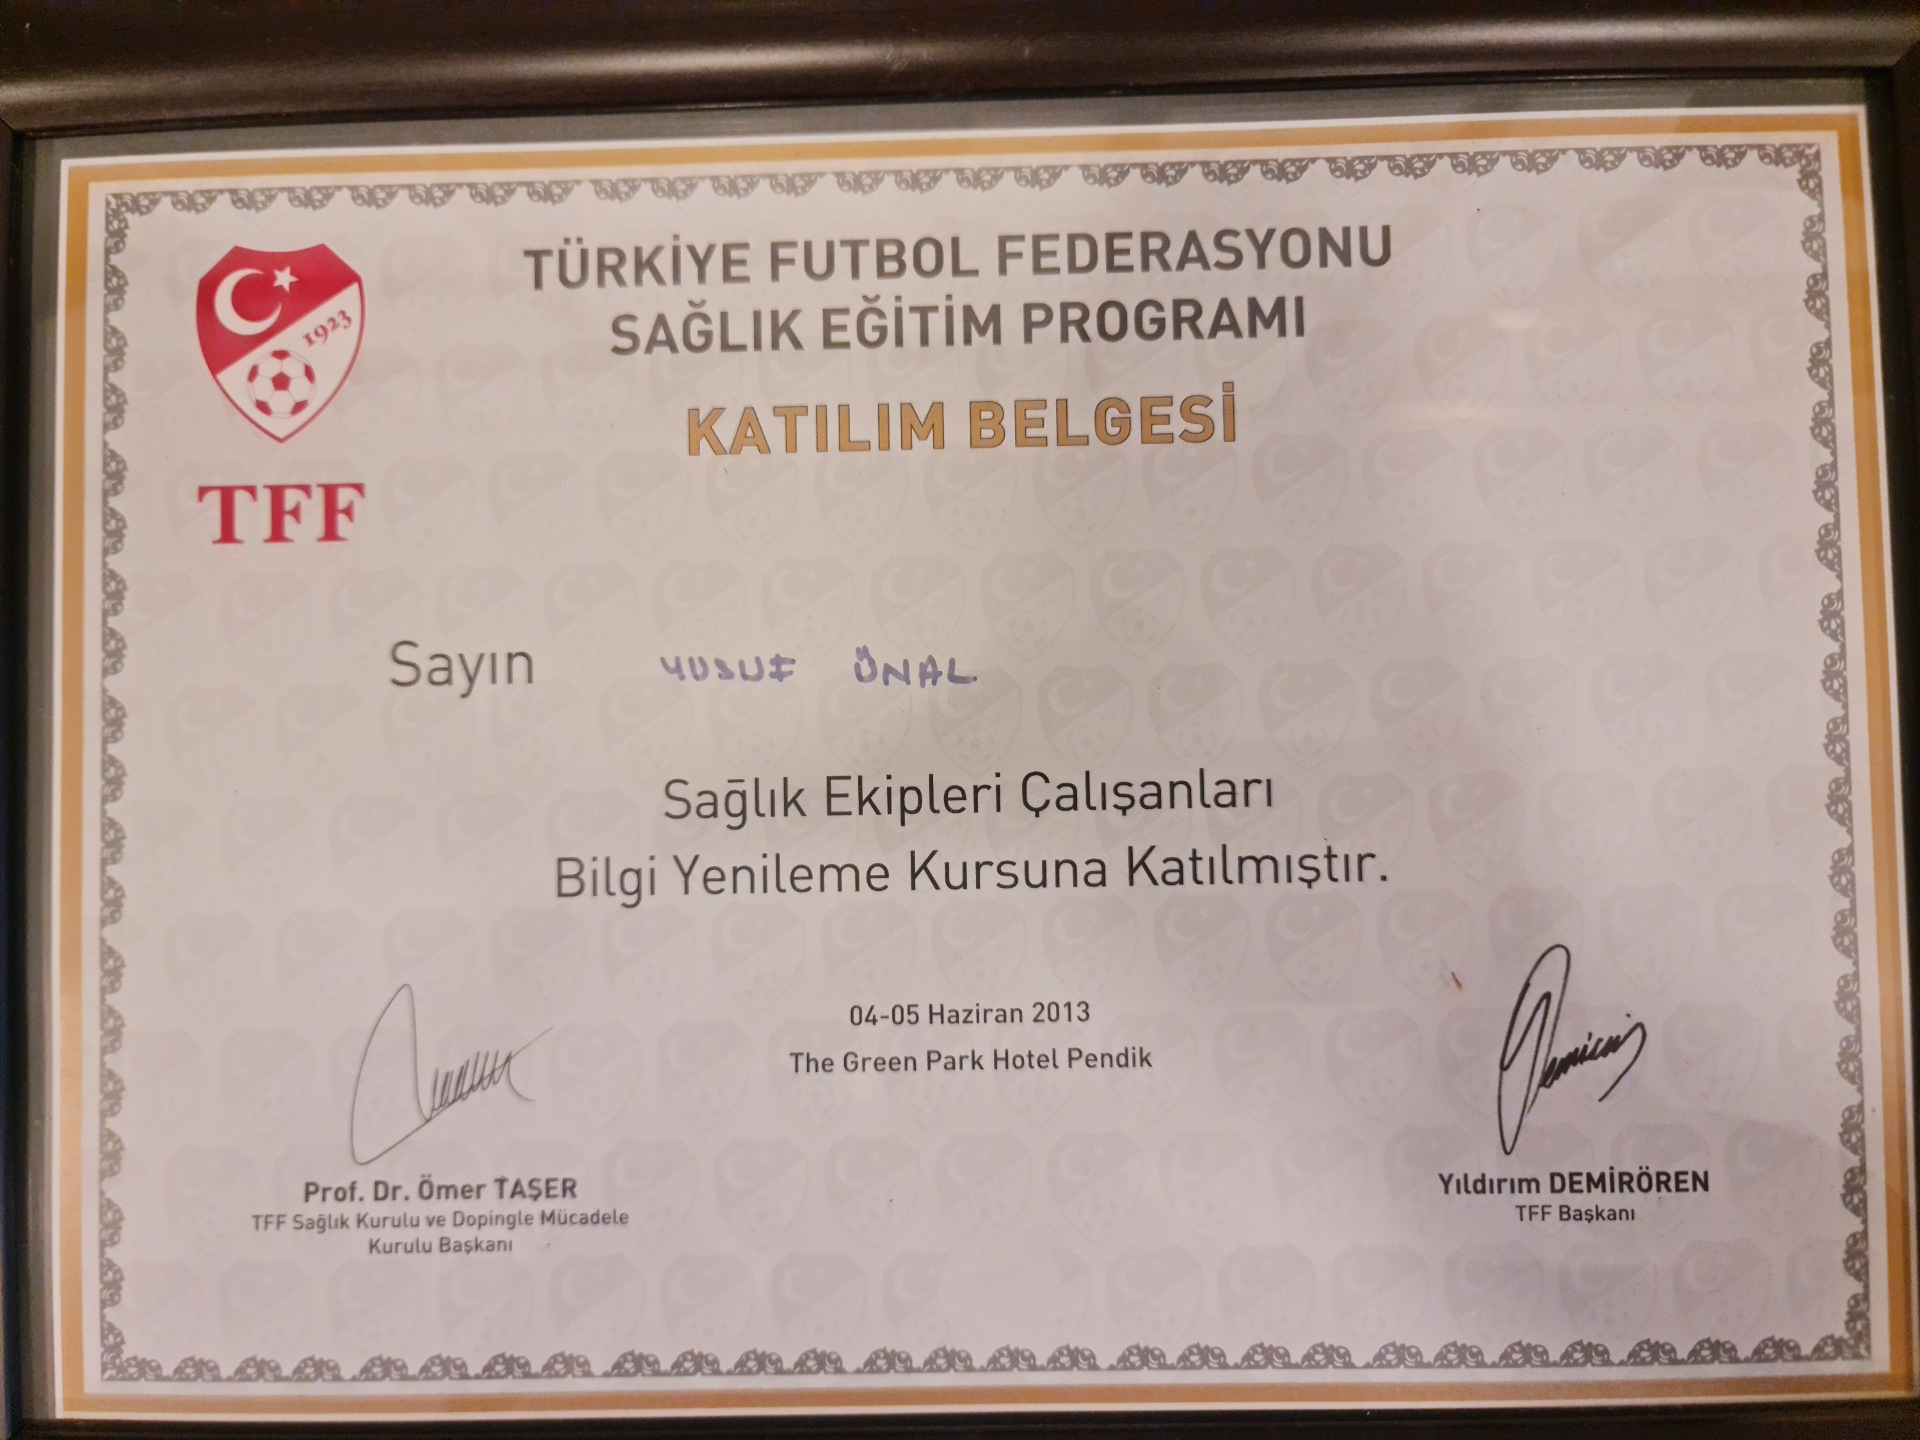 TÜRKİYE FUTBOL FEDERASYONU
SAĞLIK EĞİTİM PROGRAMI
KATILIM BELGESİ
1923
TFF
Sayın YUSUF ÜNAL
Sağlık Ekipleri Çalışanları
Bilgi Yenileme Kursuna Katılmıştır.
04-05 Haziran 2013
The Green Park Hotel Pendik
Prof. Dr. Ömer TAŞER
TFF Sağlık Kurulu ve Dopingle Mücadele
Kurulu Başkanı
Yıldırım DEMİRÖREN
TFF Başkanı